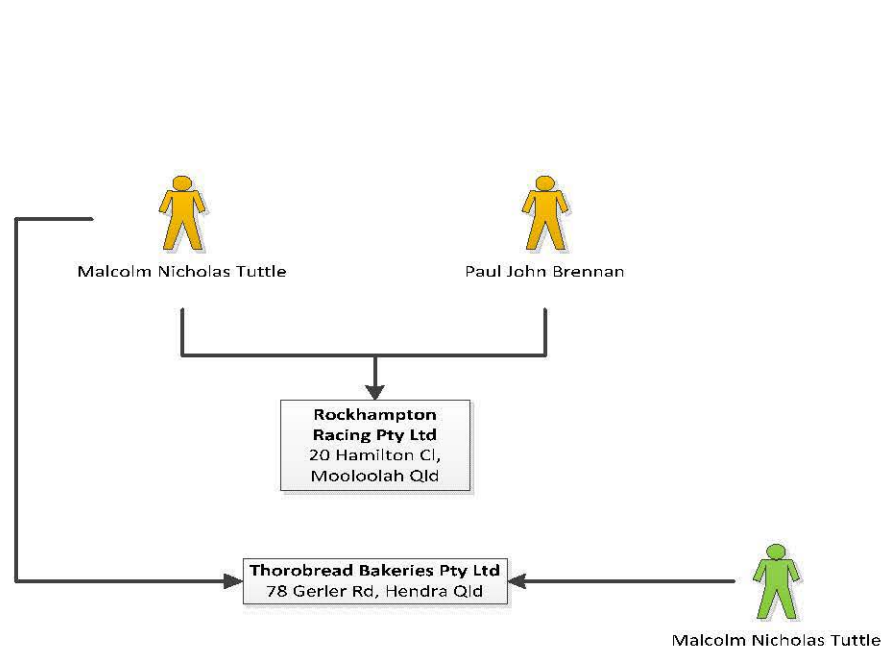 Malcolm Nicholas Tuttle
Paul John Brennan
Rockhampton
Racing Pty Ltd
20 Hamilton Cl,
Mooloolah Qld
Thorobread Bakeries Pty Ltd
78 Gerler Rd, Hendra Qld
Malcolm Nicholas Tuttle